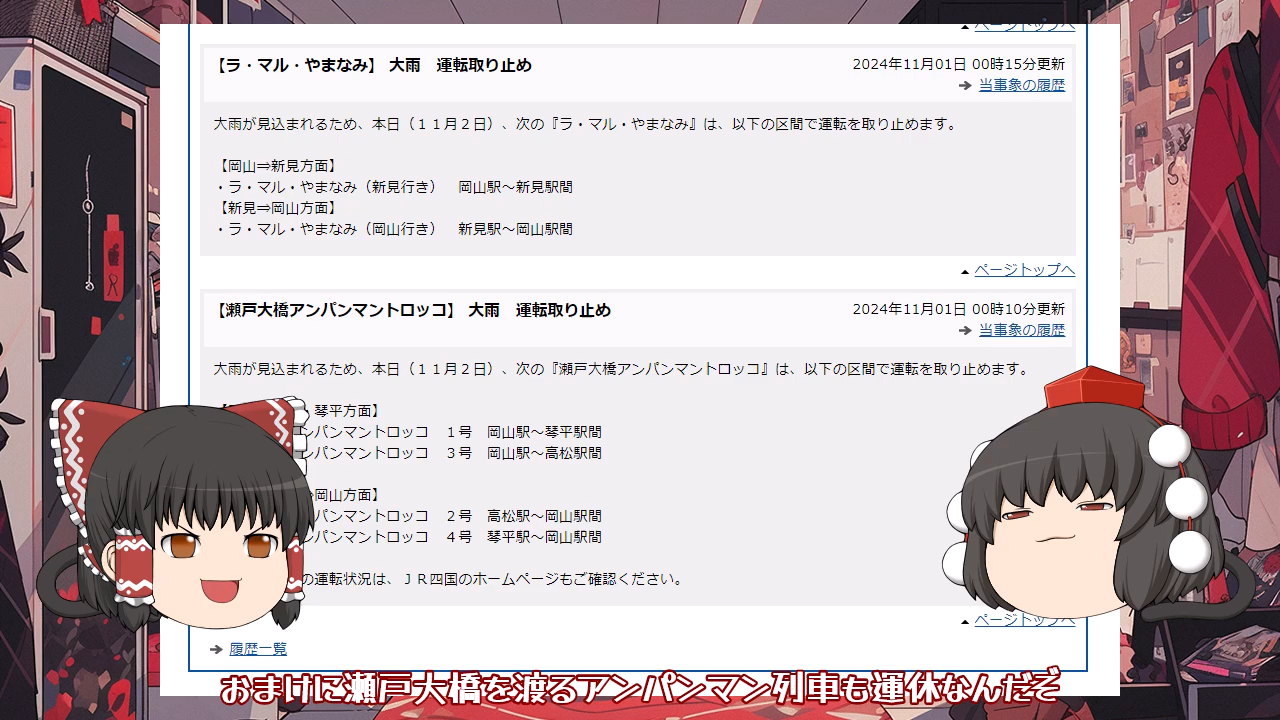 ページトップへ
【ラ・マル・やまなみ】 大雨　運転取り止め
2024年11月01日 00時15分更新
当事象の履歴
大雨が見込まれるため、本日（１１月２日）、次の『ラ・マル・やまなみ』は、以下の区間で運転を取り止めます。
【岡山⇒新見方面】
・ラ・マル・やまなみ（新見行き）　岡山駅～新見駅間
【新見⇒岡山方面】
・ラ・マル・やまなみ（岡山行き）　新見駅～岡山駅間
ページトップへ
【瀬戸大橋アンパンマントロッコ】 大雨　運転取り止め
2024年11月01日 00時10分更新
当事象の履歴
大雨が見込まれるため、本日（１１月２日）、次の『瀬戸大橋アンパンマントロッコ』は、以下の区間で運転を取り止めます。
琴平方面】
ンパンマントロッコ　１号　岡山駅～琴平駅間
ンパンマントロッコ　３号　岡山駅～高松駅間
岡山方面】
ンパンマントロッコ　２号　高松駅～岡山駅間
ンパンマントロッコ　４号　琴平駅～岡山駅間
の運転状況は、ＪＲ四国のホームページもご確認ください。
ページトップへ
履歴一覧
おまけに瀬戸大橋を渡るアンパンマン列車も運休なんだぞ